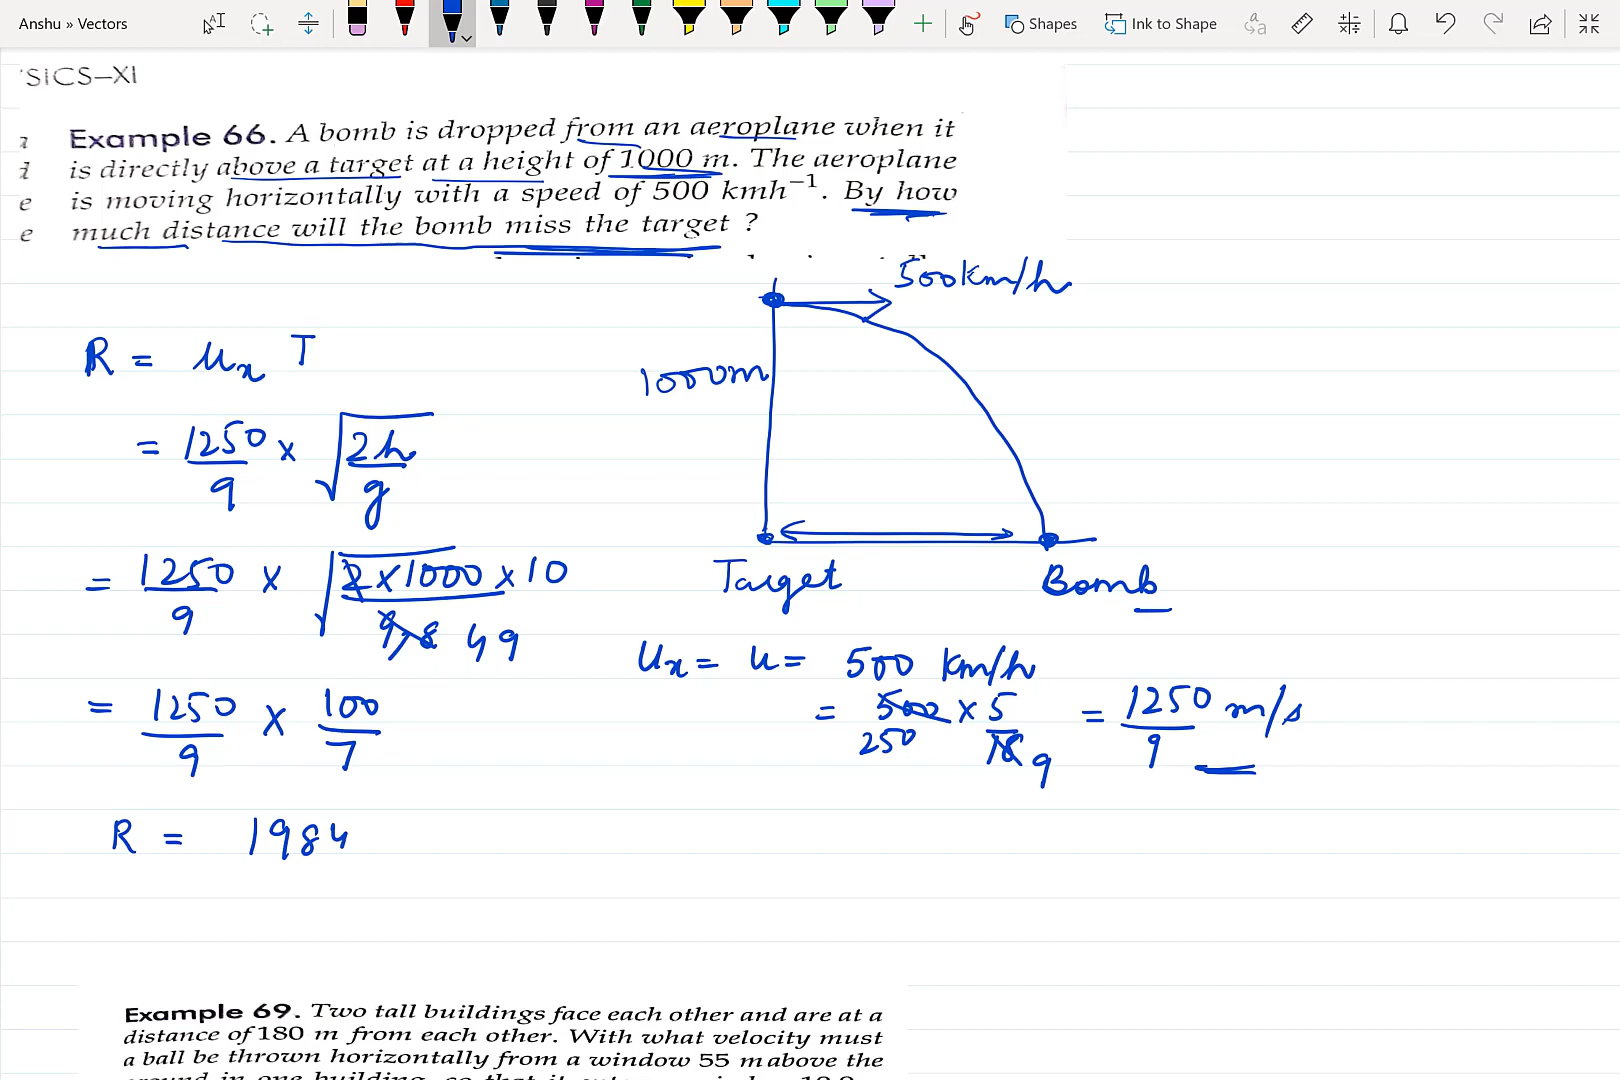 Anshu » Vectors
Shapes
Ink to Shape
SICS–XI
Example 66. A bomb is dropped from an aeroplane when it
is directly above a target at a height of 1000 m. The aeroplane
e is moving horizontally with a speed of 500 kmh⁻¹. By how
e much distance will the bomb miss the target ?
500km/h
1000m
Target
Bomb
R = uₓ T
= 1250/9 × √(2h/g)
= 1250/9 × √(2×1000×10/9.8 49)
= 1250/9 × 100/7
R = 1984
Uₓ = u = 500 km/h
= 500 250 × 5/18 9 = 1250/9 m/s
Example 69. Two tall buildings face each other and are at a
distance of 180 m from each other. With what velocity must
a ball be thrown horizontally from a window 55 m above the